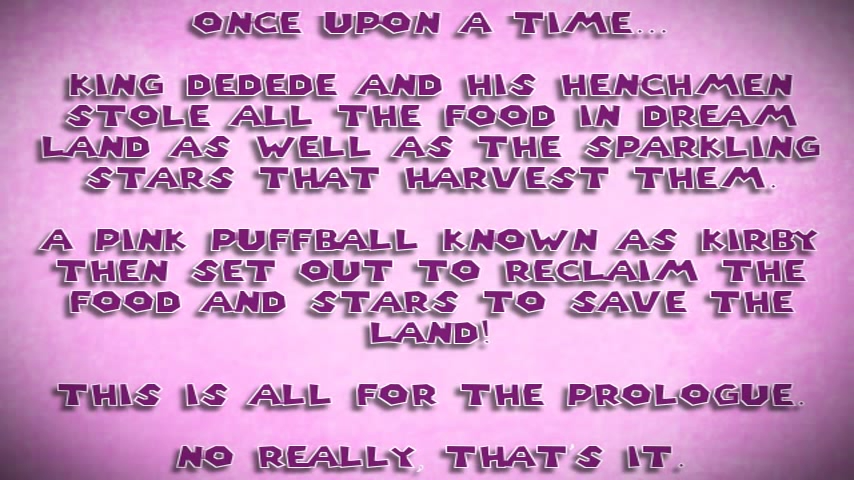 ONCE UPON A TIME...
KING DEDEDE AND HIS HENCHMEN
STOLE ALL THE FOOD IN DREAM
LAND AS WELL AS THE SPARKLING
STARS THAT HARVEST THEM.
A PINK PUFFBALL KNOWN AS KIRBY
THEN SET OUT TO RECLAIM THE
FOOD AND STARS TO SAVE THE
LAND!
THIS IS ALL FOR THE PROLOGUE.
NO REALLY, THAT'S IT.